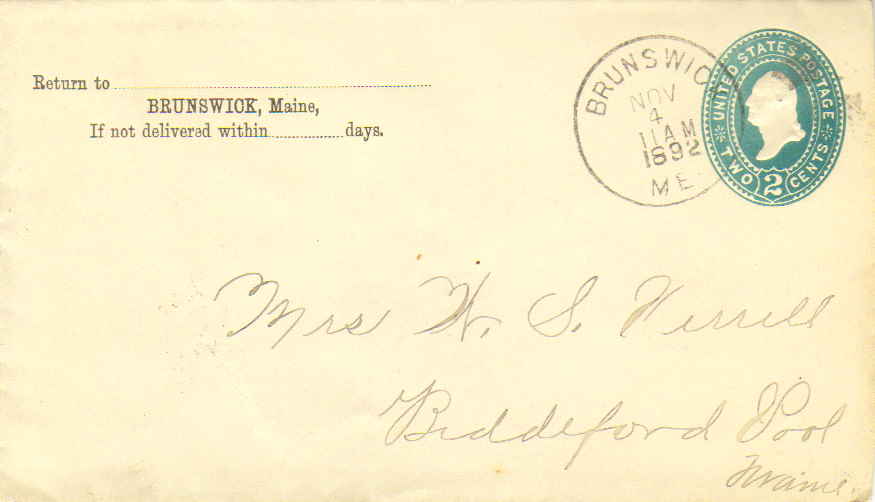 Return to
BRUNSWICK, Maine,
If not delivered within days.
BRUNSWICK
NOV
4
11 AM
1892
ME
UNITED STATES POSTAGE
TWO 2 CENTS
Mrs W. S.
Biddeford Pool
Maine.